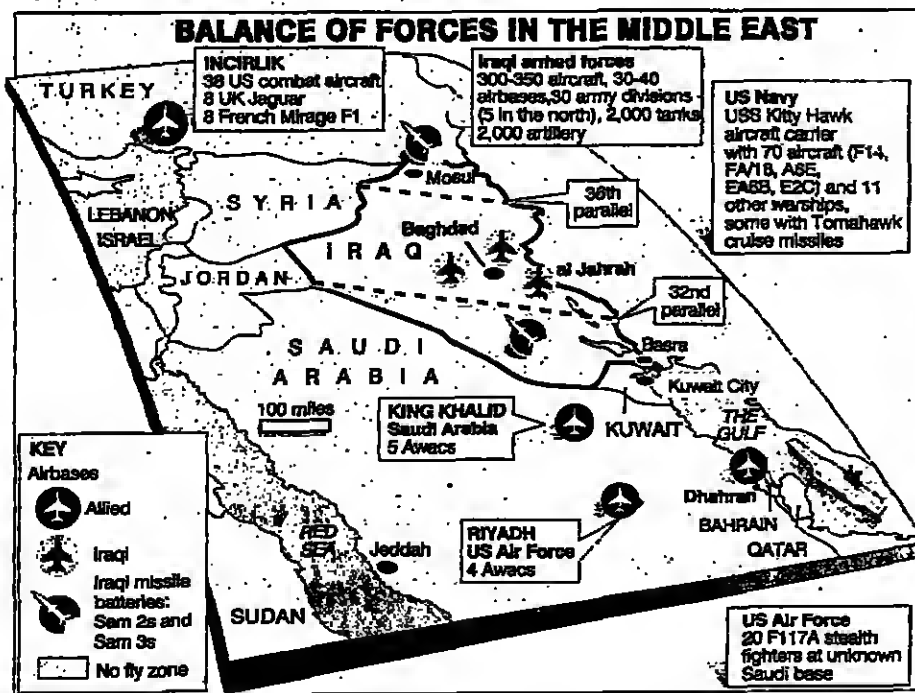 BALANCE OF FORCES IN THE MIDDLE EAST
INCIRLIK
38 US combat aircraft
8 UK Jaguar
8 French Mirage F1
Iraqi armed forces
300-350 aircraft, 30-40
airbases,30 army divisions
(5 in the north), 2,000 tanks
2,000 artillery
US Navy
USS Kitty Hawk
aircraft carrier
with 70 aircraft (F14,
FA/18, A6E,
EA6B, E2C) and 11
other warships,
some with Tomahawk
cruise missiles
TURKEY
Mosul
SYRIA
36th
parallel
LEBANON
ISRAEL
Baghdad
IRAQ
al Jahrah
JORDAN
32nd
parallel
SAUDI
ARABIA
Basra
100 miles
Kuwait City
KING KHALID
Saudi Arabia
5 Awacs
KUWAIT
THE
GULF
KEY
Airbases
Allied
Iraqi
Iraqi missile
batteries:
Sam 2s and
Sam 3s
No fly zone
Dhahran
BAHRAIN
QATAR
RED
SEA
Jeddah
RIYADH
US Air Force
4 Awacs
SUDAN
US Air Force
20 F117A stealth
fighters at unknown
Saudi base